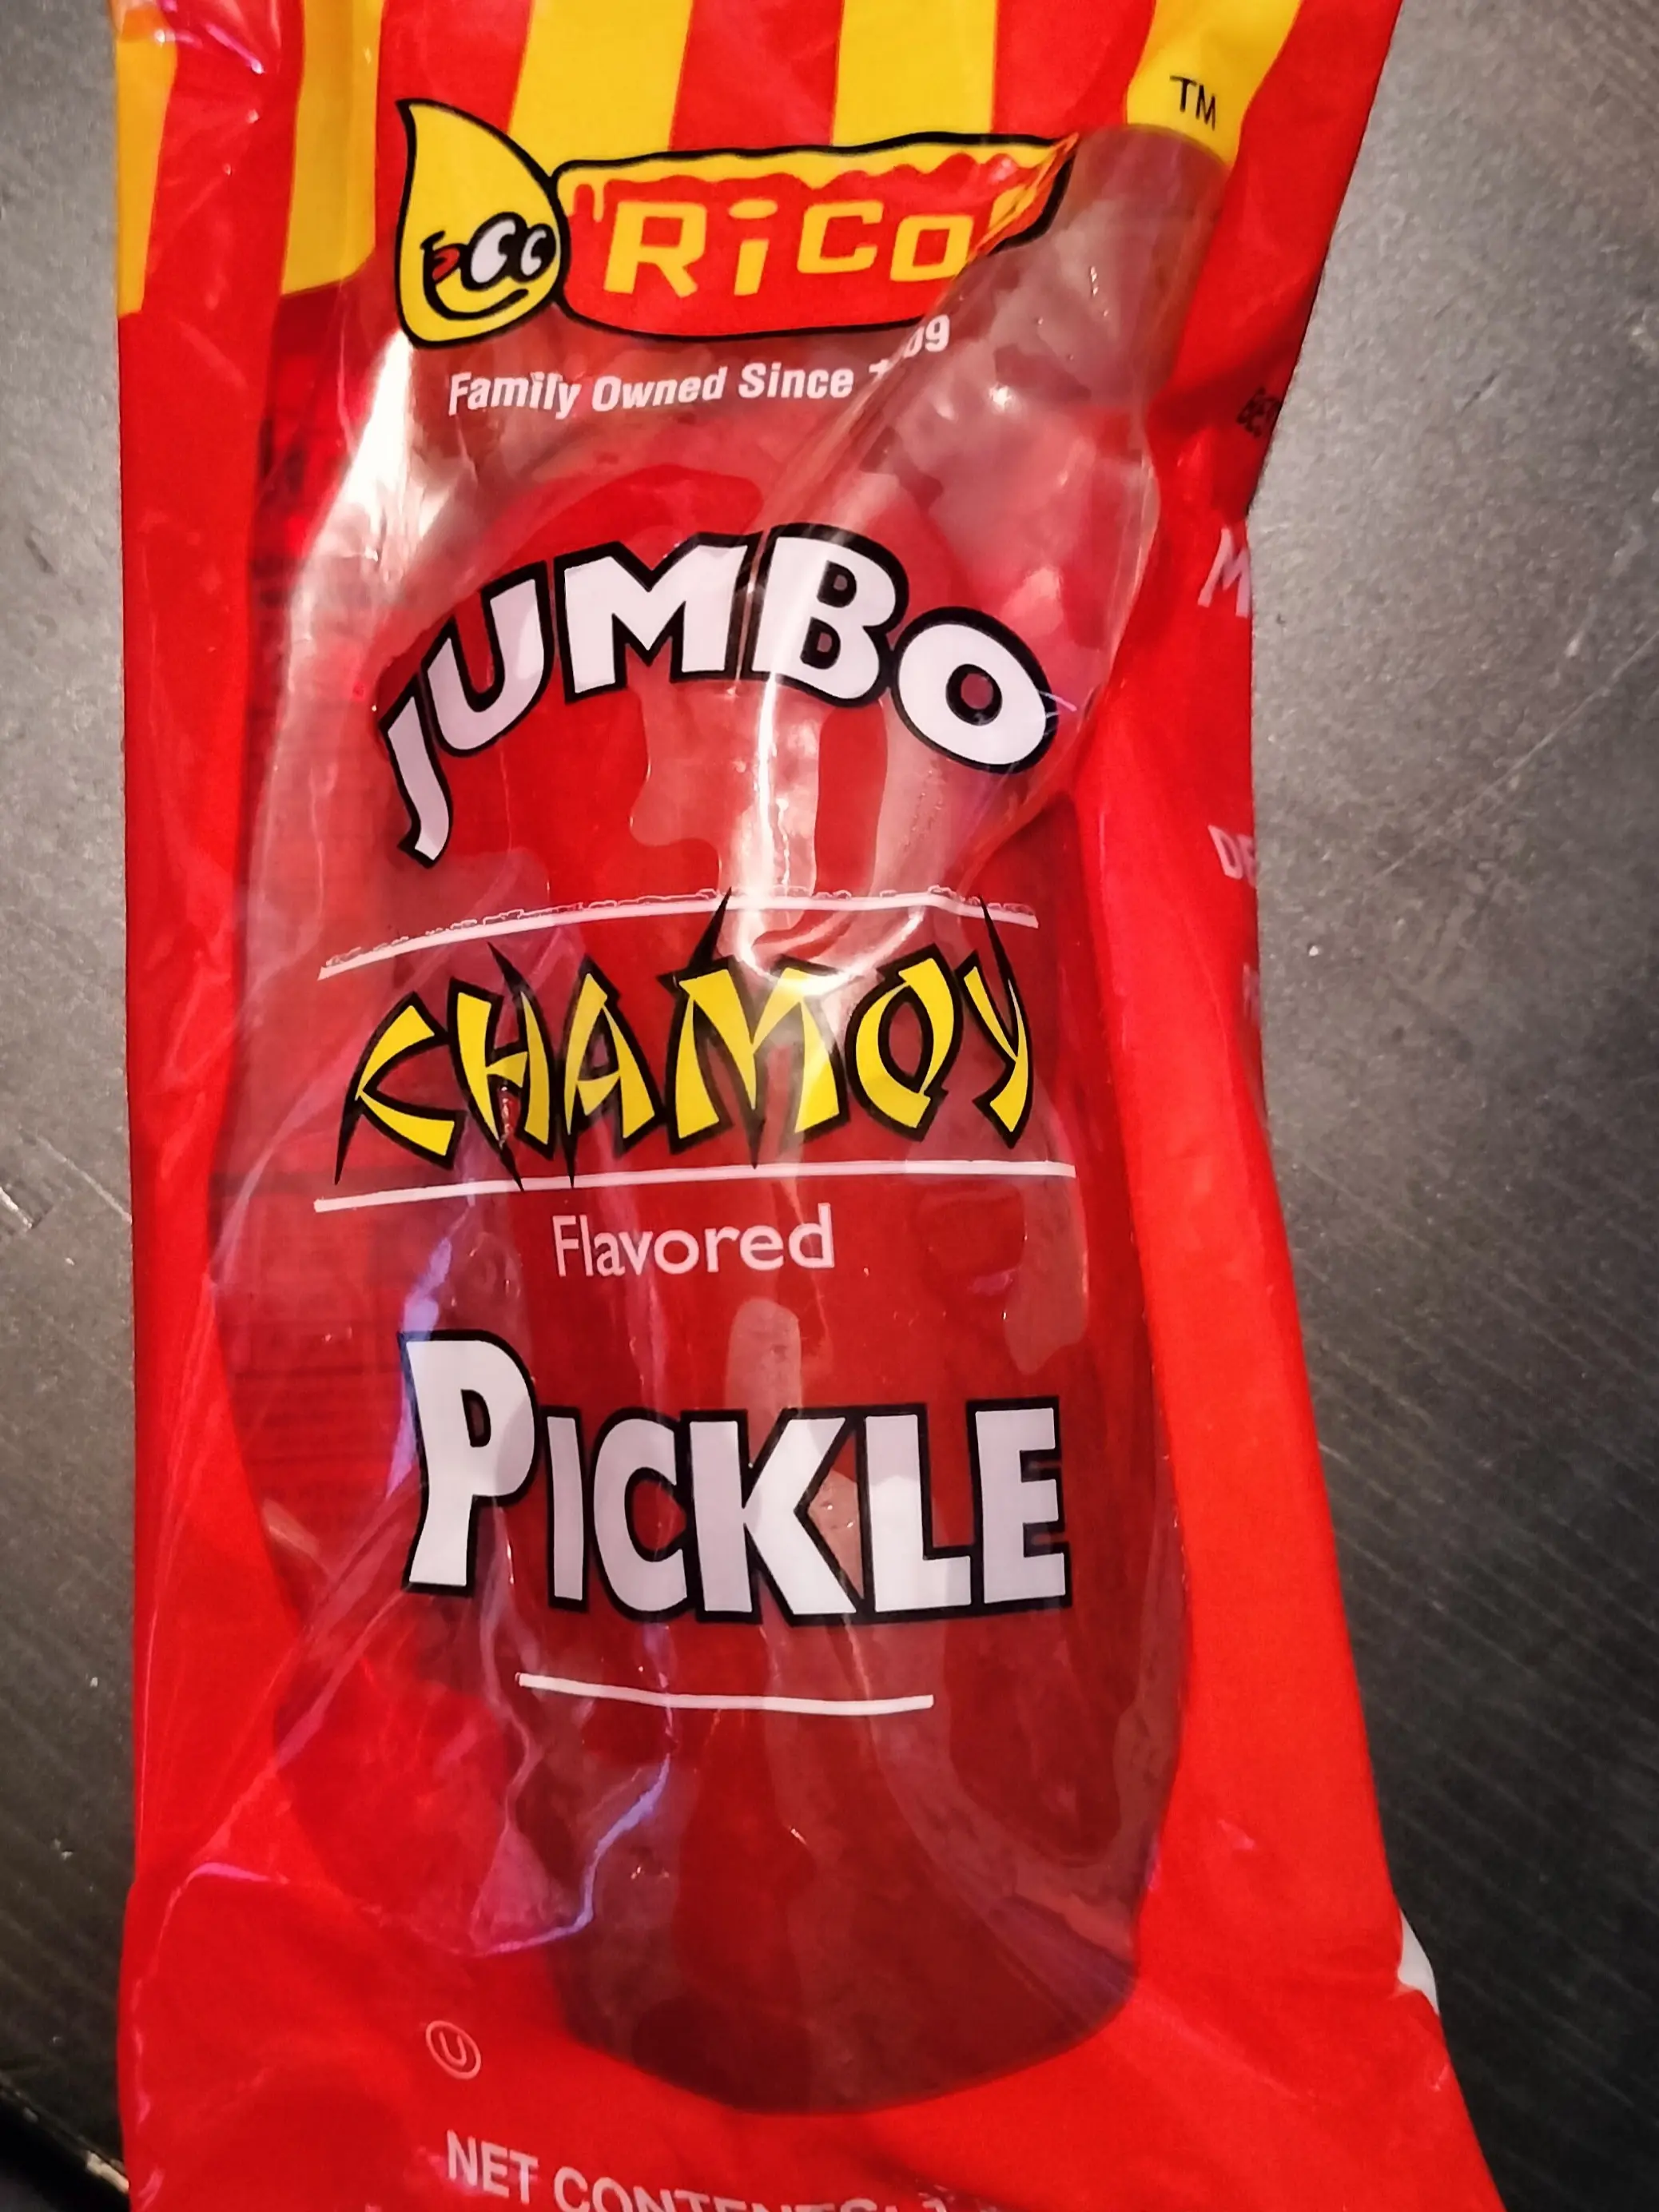 TM
RiCO
Family Owned Since
JUMBO
CHAMOY
Flavored
PICKLE
U
NET